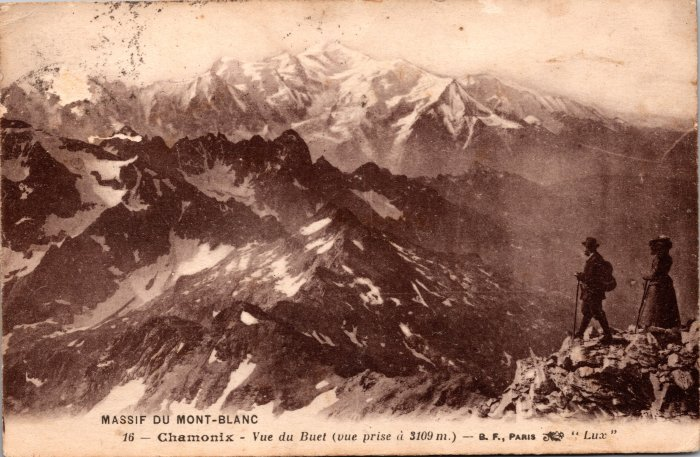 MASSIF DU MONT-BLANC
16 — Chamonix - Vue du Buet (vue prise à 3109 m.) — B. F., PARIS "Lux"